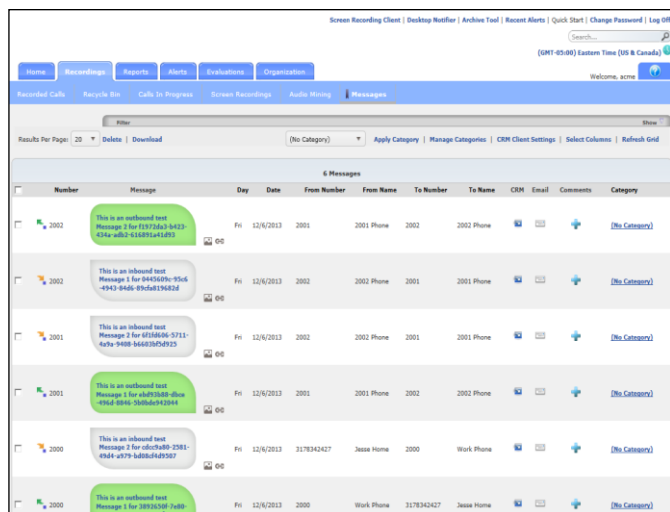 Screen Recording Client | Desktop Notifier | Archive Tool | Recent Alerts | Quick Start | Change Password | Log Off
Search...
(GMT-05:00) Eastern Time (US & Canada)
Home Recordings Reports Alerts Evaluations Organization
Welcome, acme
Recorded Calls Recycle Bin Calls In Progress Screen Recordings Audio Mining Messages
Filter Show
Results Per Page: 20 Delete | Download (No Category) Apply Category | Manage Categories | CRM Client Settings | Select Columns | Refresh Grid
6 Messages
Number Message Day Date From Number From Name To Number To Name CRM Email Comments Category
This is an outbound test
Message 2 for f1972da3-b423-
434a-adb2-616891a41d93
2002 Fri 12/6/2013 2001 2001 Phone 2002 2002 Phone (No Category)
This is an inbound test
Message 1 for 0445609c-95c6
-4943-84d6-89cfa819682d
2002 Fri 12/6/2013 2002 2002 Phone 2001 2001 Phone (No Category)
This is an inbound test
Message 2 for 6f1fd606-5711-
4a9a-9408-b6603bf5d925
2001 Fri 12/6/2013 2002 2002 Phone 2001 2001 Phone (No Category)
This is an outbound test
Message 1 for ebd93b88-dbce
-496d-8846-5b0bde942044
2001 Fri 12/6/2013 2001 2001 Phone 2002 2002 Phone (No Category)
This is an inbound test
Message 2 for cdcc9a80-2581-
49d4-a979-bd08cf4d9507
2000 Fri 12/6/2013 3178342427 Jesse Home 2000 Work Phone (No Category)
This is an outbound test
Message 1 for 3892650f-7e80-
2000 Fri 12/6/2013 2000 Work Phone 3178342427 Jesse Home (No Category)